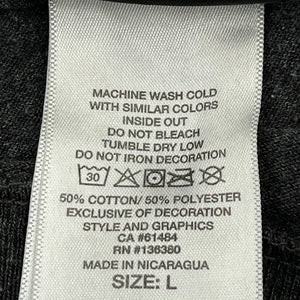 MACHINE WASH COLD
WITH SIMILAR COLORS
INSIDE OUT
DO NOT BLEACH
TUMBLE DRY LOW
DO NOT IRON DECORATION
30
50% COTTON/ 50% POLYESTER
EXCLUSIVE OF DECORATION
STYLE AND GRAPHICS
CA #61484
RN #136380
MADE IN NICARAGUA
SIZE: L